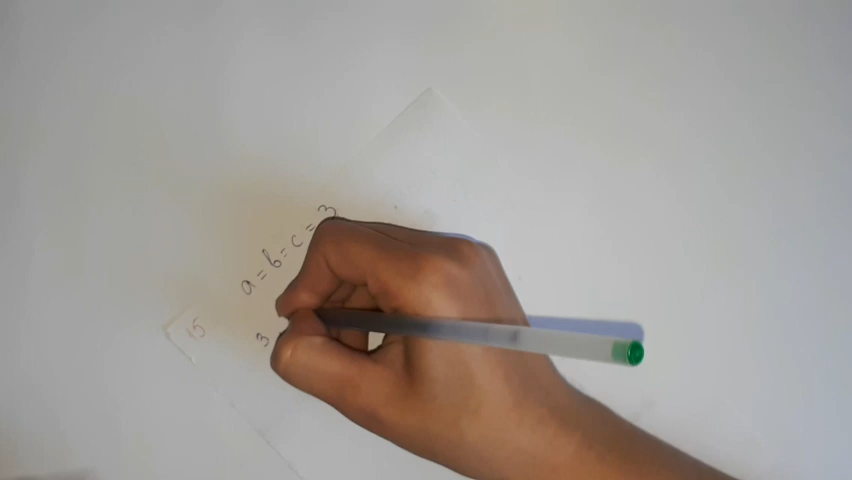 a = b = c = 3
3
15